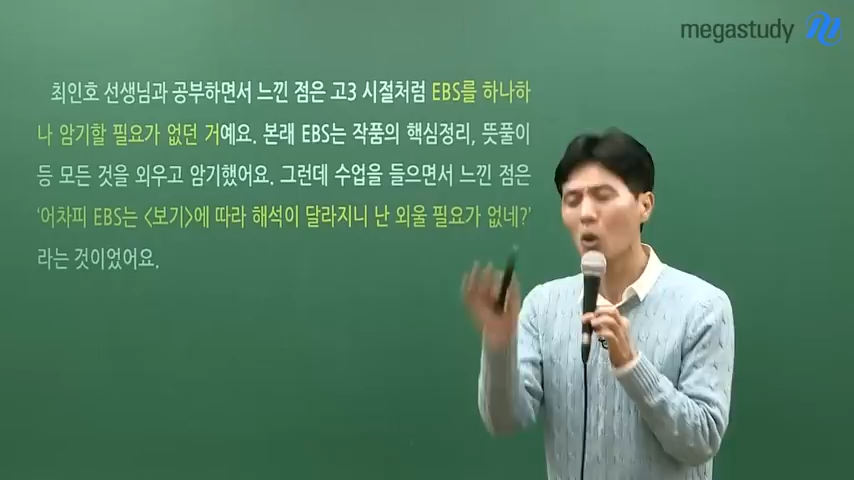 megastudy
최인호 선생님과 공부하면서 느낀 점은 고3 시절처럼 EBS를 하나하
나 암기할 필요가 없던 거예요. 본래 EBS는 작품의 핵심정리, 뜻풀이
등 모든 것을 외우고 암기했어요. 그런데 수업을 들으면서 느낀 점은
'어차피 EBS는 <보기>에 따라 해석이 달라지니 난 외울 필요가 없네?'
라는 것이었어요.